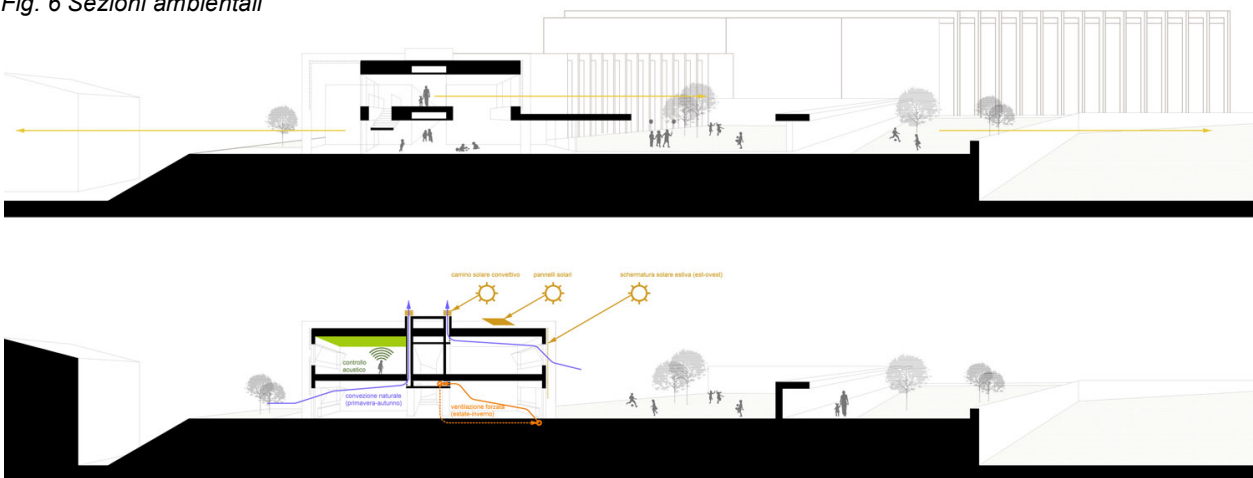 Fig. 6 Sezioni ambientali
camino solare convettivo
pannelli solari
schermatura solare estiva (est-ovest)
controllo
acustico
convezione naturale
(primavera-autunno)
ventilazione forzata
(estate-inverno)